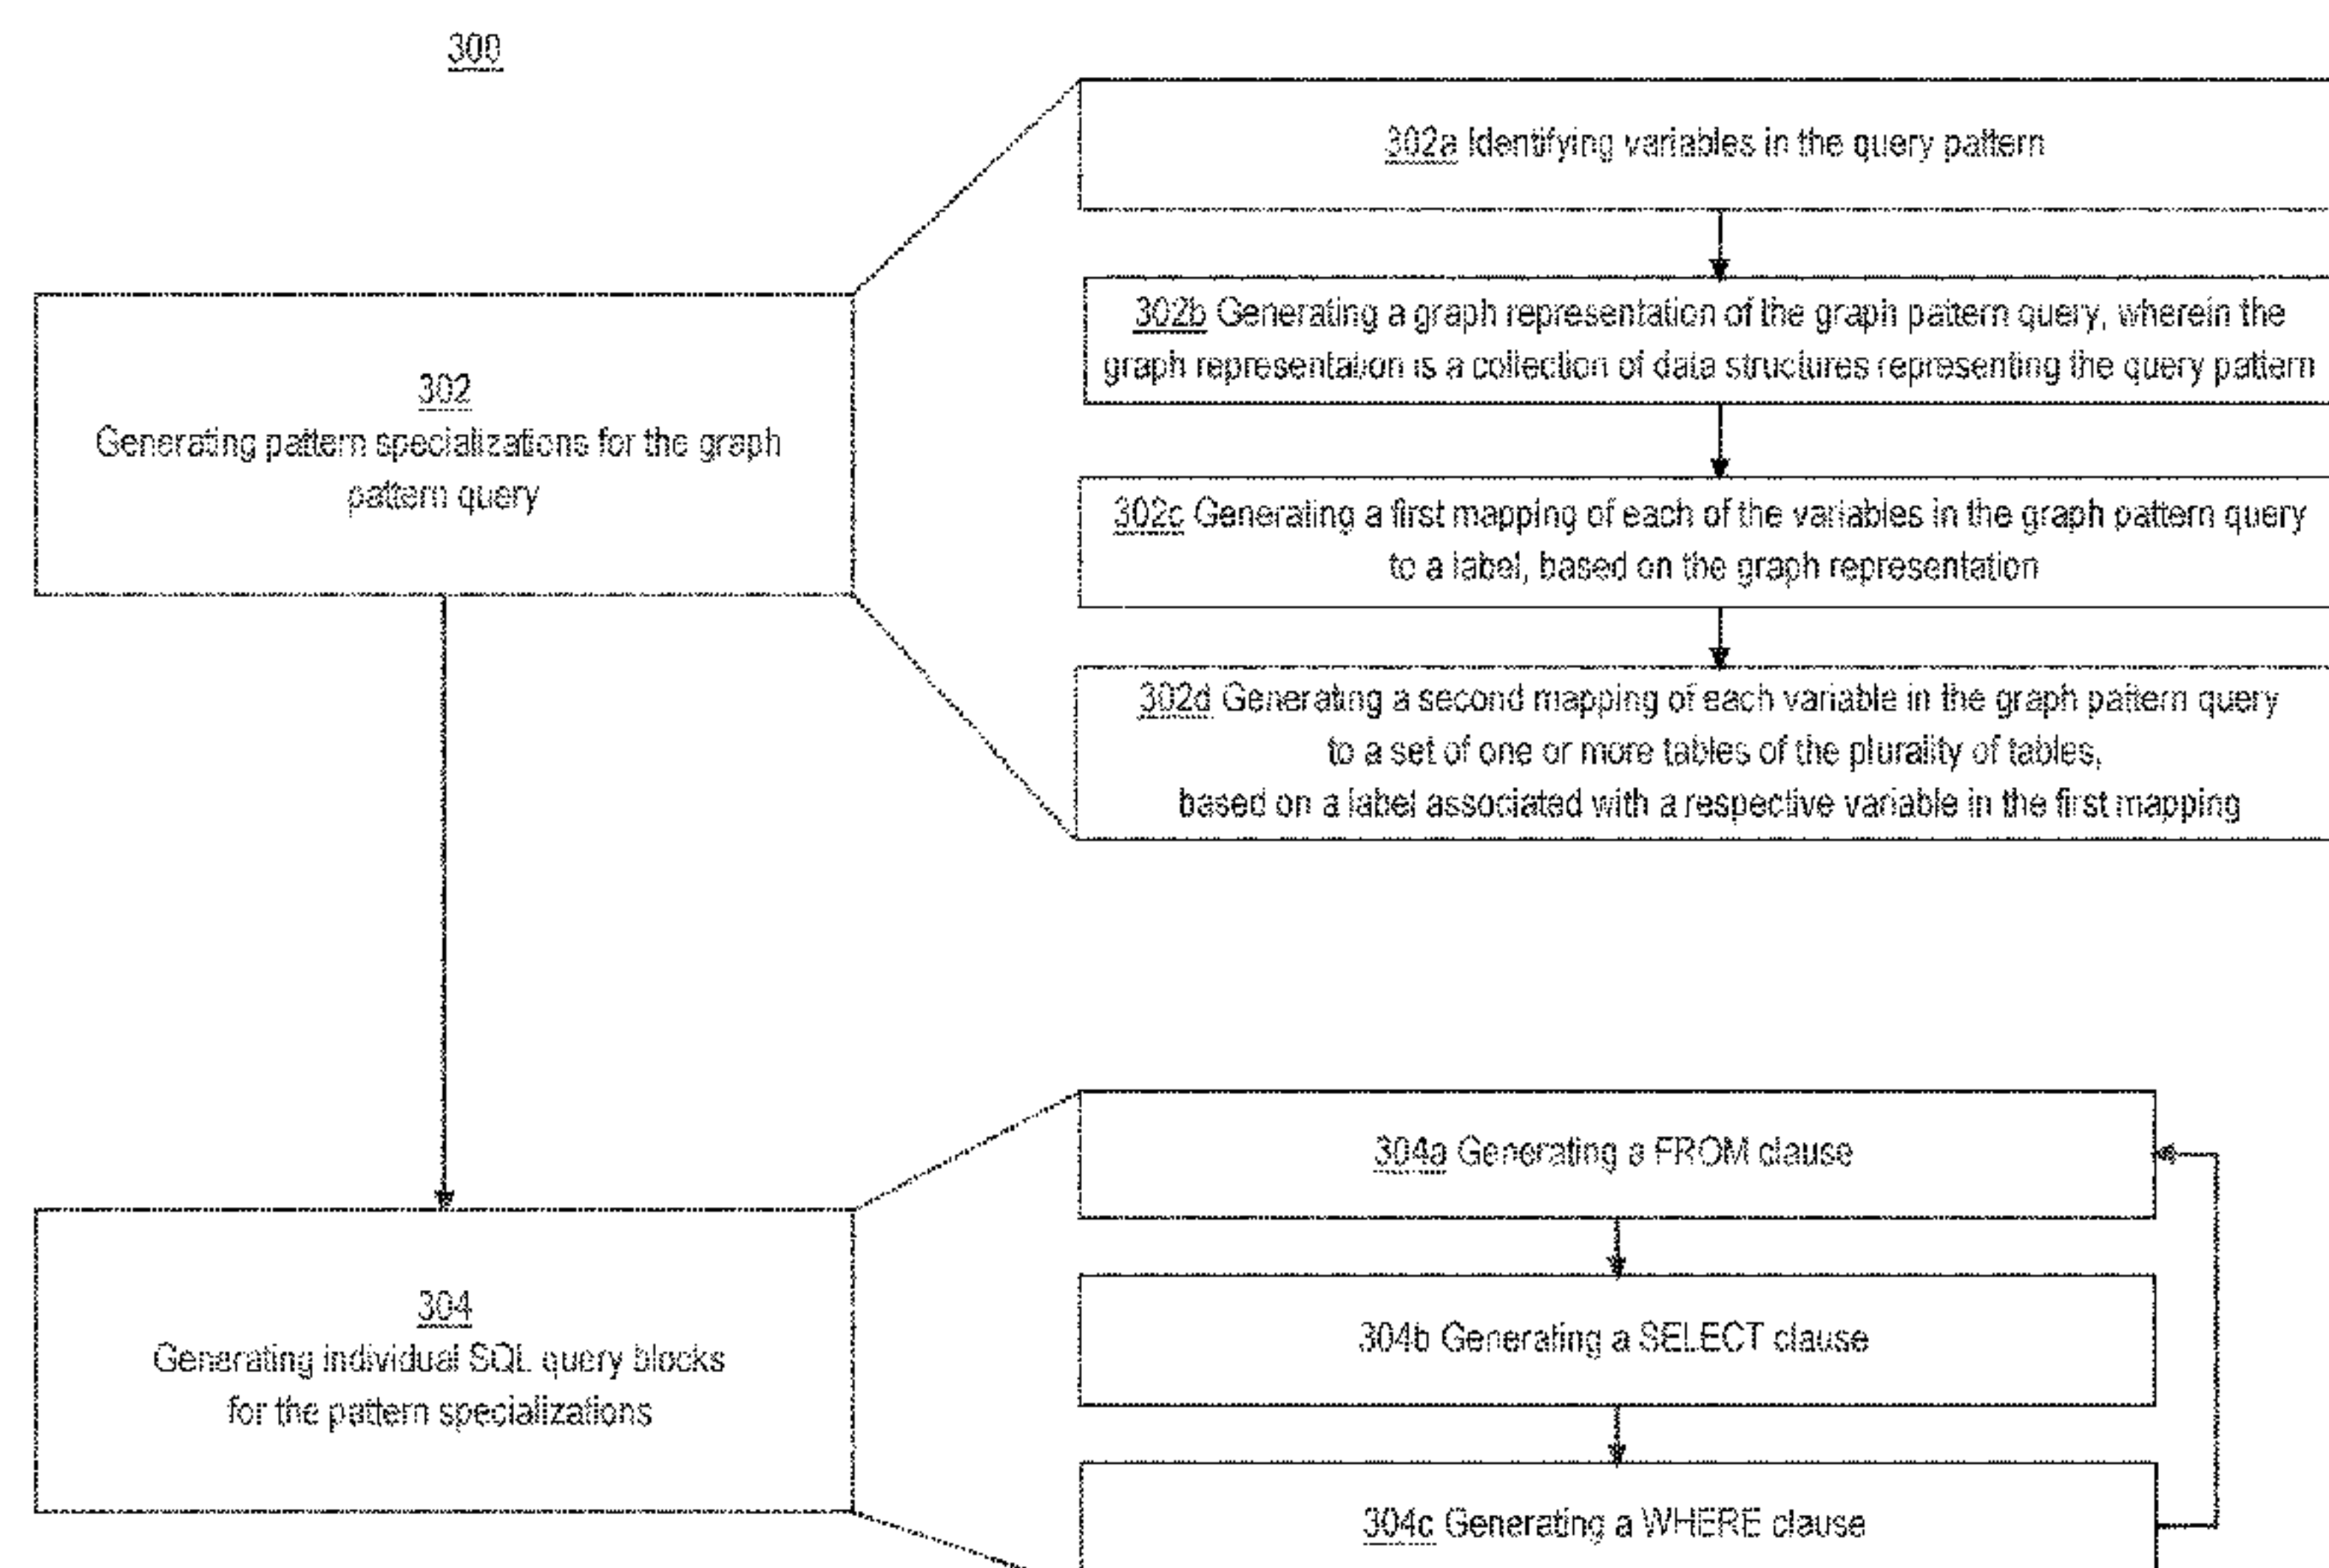 300
302a Identifying variables in the query pattern
302b Generating a graph representation of the graph pattern query, wherein the
graph representation is a collection of data structures representing the query pattern
302
Generating pattern specializations for the graph
pattern query
302c Generating a first mapping of each of the variables in the graph pattern query
to a label, based on the graph representation
302d Generating a second mapping of each variable in the graph pattern query
to a set of one or more tables of the plurality of tables,
based on a label associated with a respective variable in the first mapping
304a Generating a FROM clause
304
Generating individual SQL query blocks
for the pattern specializations
304b Generating a SELECT clause
304c Generating a WHERE clause